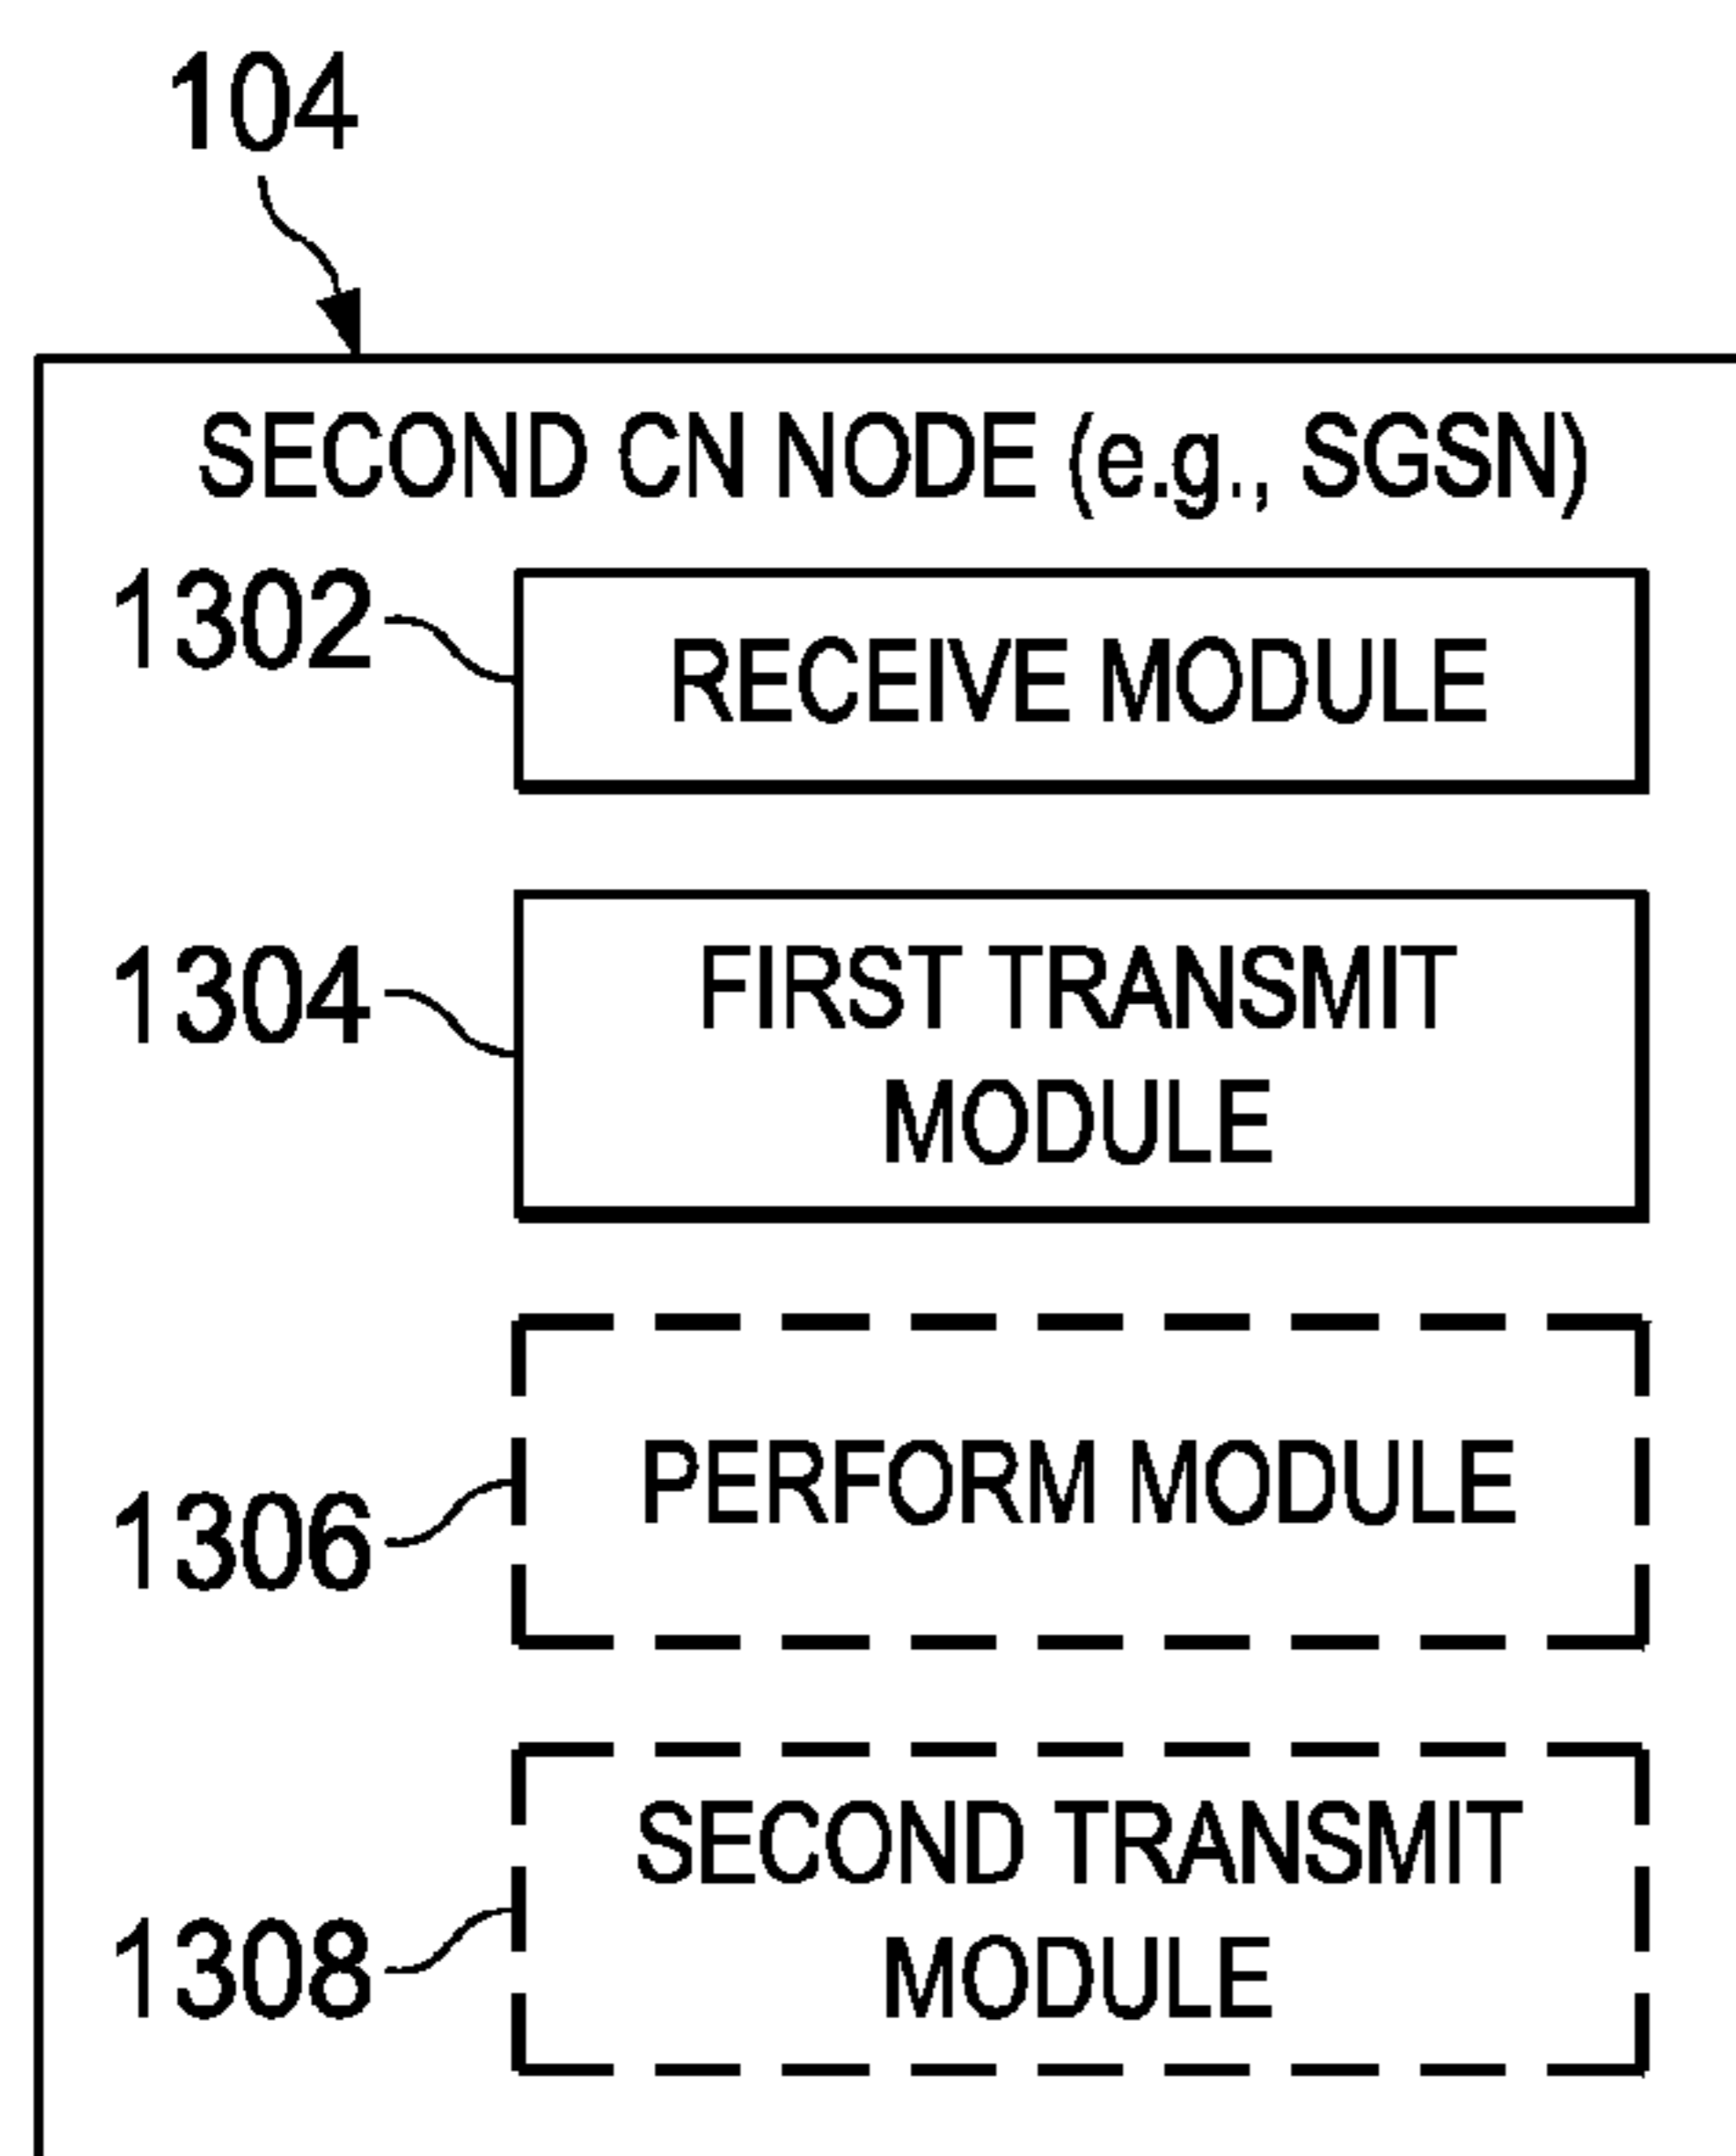 104
SECOND CN NODE (e.g., SGSN)
1302
RECEIVE MODULE
1304
FIRST TRANSMIT
MODULE
1306
PERFORM MODULE
1308
SECOND TRANSMIT
MODULE